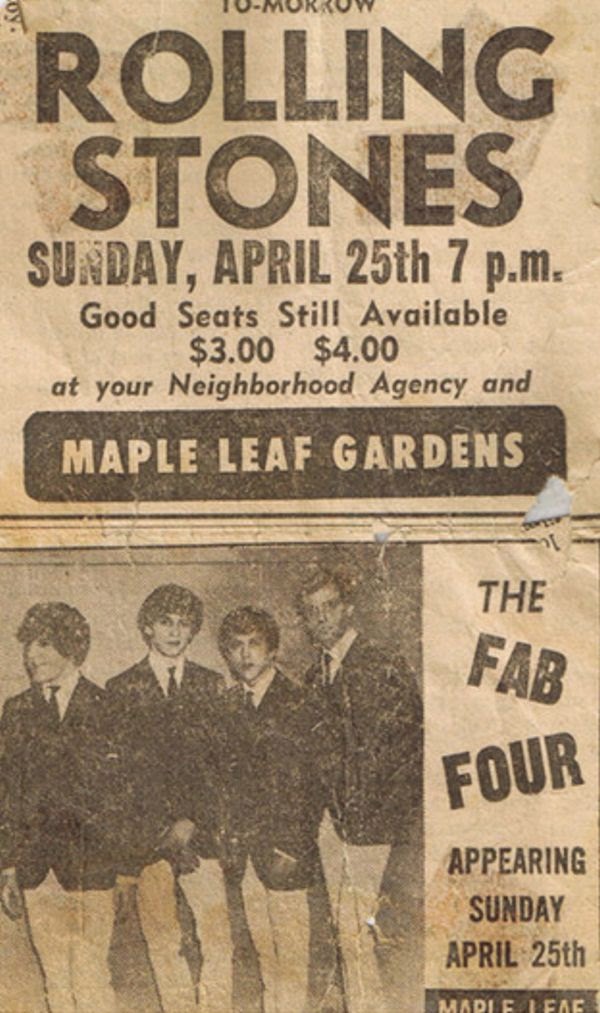 TO-MORROW
ROLLING
STONES
SUNDAY, APRIL 25th 7 p.m.
Good Seats Still Available
$3.00 $4.00
at your Neighborhood Agency and
MAPLE LEAF GARDENS
THE
FAB
FOUR
APPEARING
SUNDAY
APRIL 25th
MAPLE LEAF